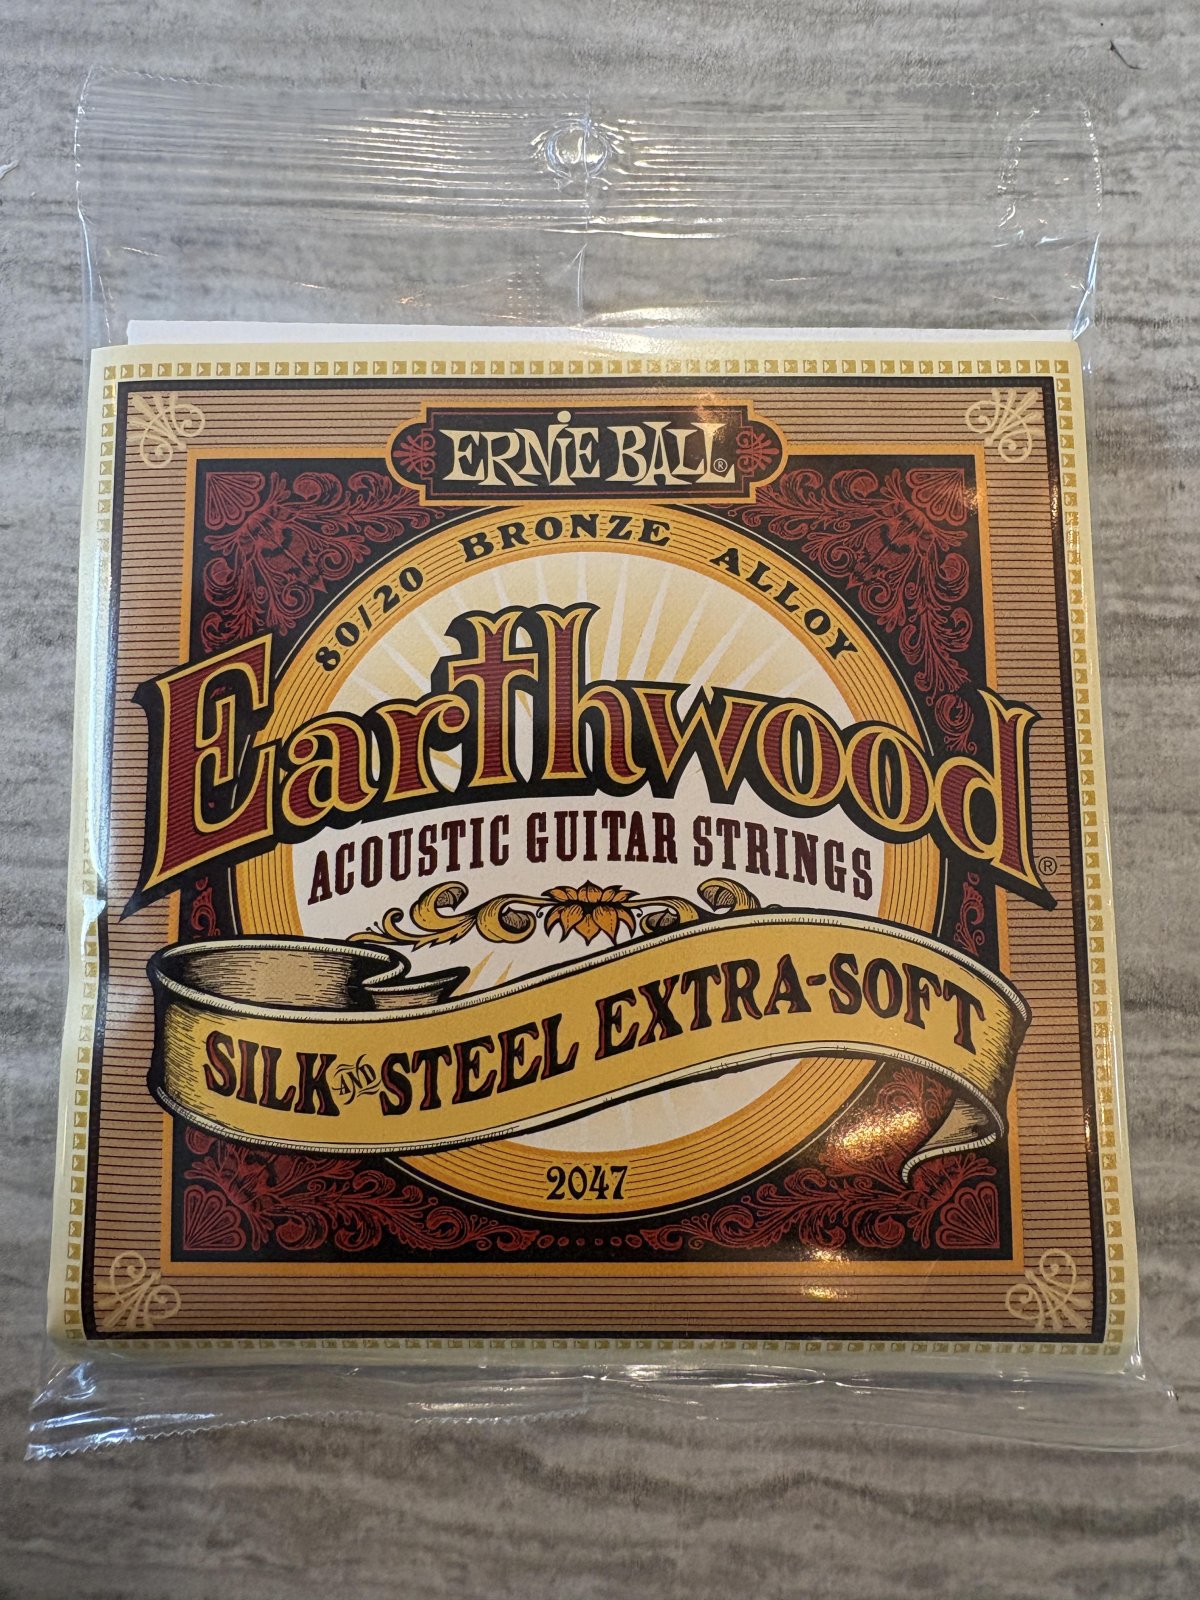 ERNIE BALL®
80/20 BRONZE ALLOY
Earthwood®
ACOUSTIC GUITAR STRINGS
SILK AND STEEL EXTRA-SOFT
2047